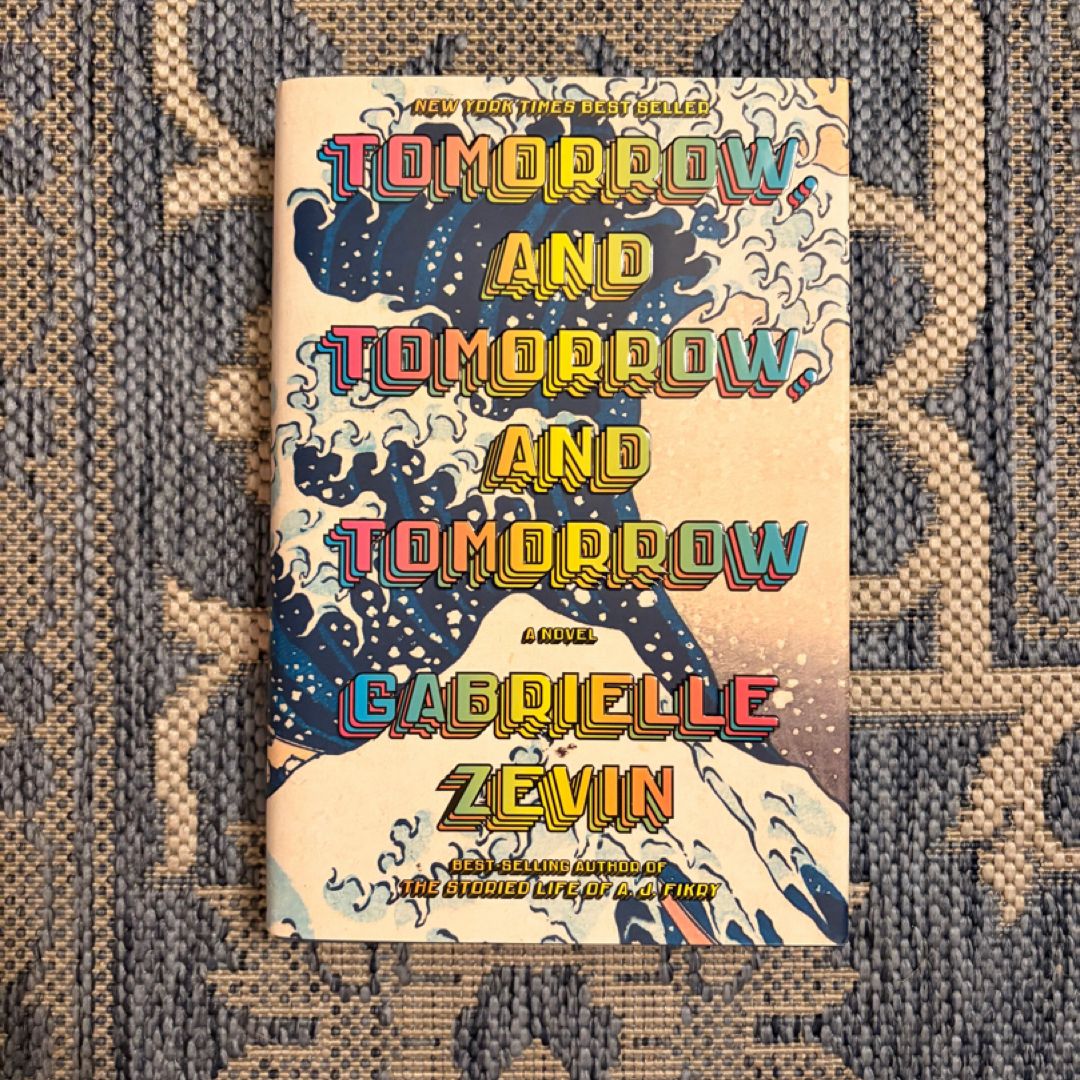 NEW YORK TIMES BEST SELLER
TOMORROW,
AND
TOMORROW,
AND
TOMORROW
A NOVEL
GABRIELLE
ZEVIN
BEST-SELLING AUTHOR OF
THE STORIED LIFE OF A. J. FIKRY